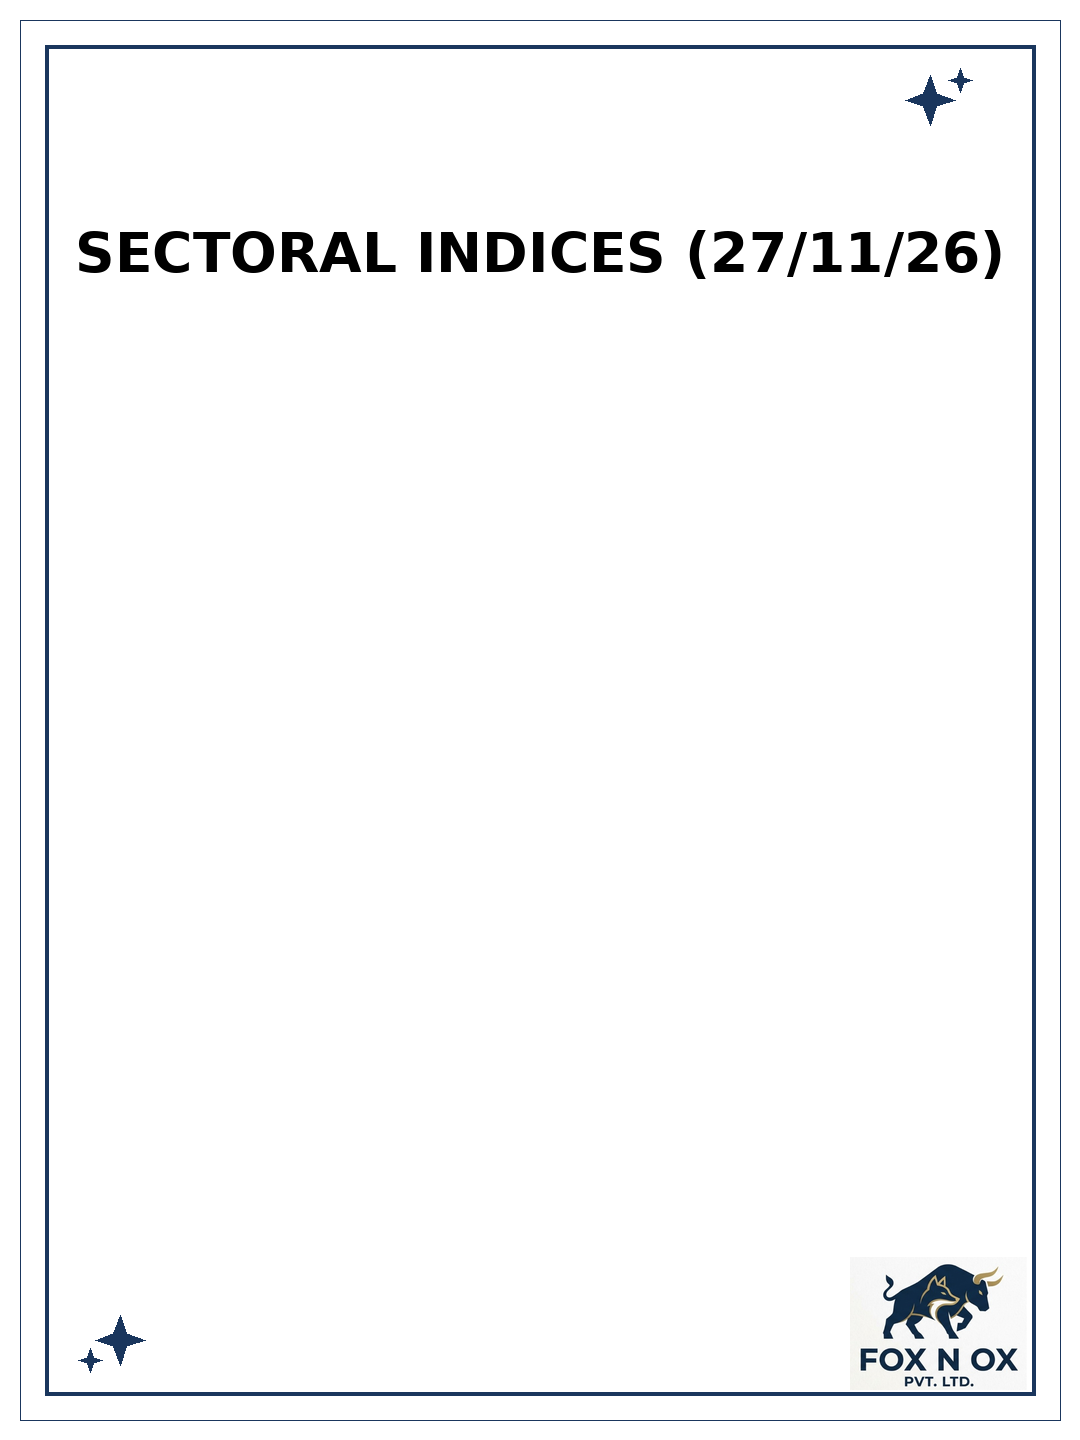 SECTORAL INDICES (27/11/26)
FOX N OX
PVT. LTD.